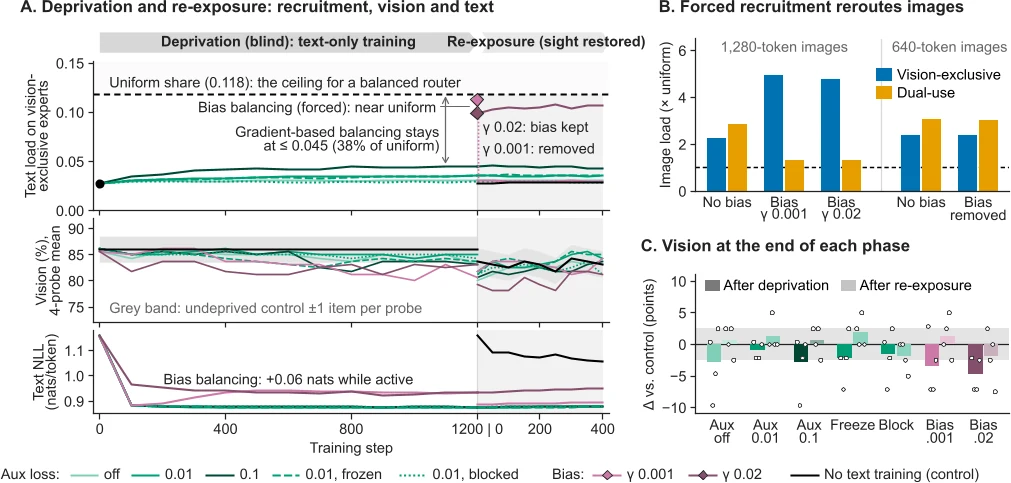 A. Deprivation and re-exposure: recruitment, vision and text
Deprivation (blind): text-only training
Re-exposure (sight restored)
Text load on vision-
exclusive experts
0.15
0.10
0.05
0.00
Uniform share (0.118): the ceiling for a balanced router
Bias balancing (forced): near uniform
Gradient-based balancing stays
at ≤ 0.045 (38% of uniform)
γ 0.02: bias kept
γ 0.001: removed
Vision (%),
4-probe mean
90
85
80
75
Grey band: undeprived control ±1 item per probe
Text NLL
(nats/token)
1.1
1.0
0.9
Bias balancing: +0.06 nats while active
0
400
800
1200 | 0
200
400
Training step
B. Forced recruitment reroutes images
Image load (× uniform)
6
4
2
0
1,280-token images
640-token images
Vision-exclusive
Dual-use
No bias
Bias
γ 0.001
Bias
γ 0.02
No bias
Bias
removed
C. Vision at the end of each phase
Δ vs. control (points)
10
5
0
−5
−10
After deprivation
After re-exposure
Aux
off
Aux
0.01
Aux
0.1
Freeze
Block
Bias
.001
Bias
.02
Aux loss:
off
0.01
0.1
0.01, frozen
0.01, blocked
Bias:
γ 0.001
γ 0.02
No text training (control)